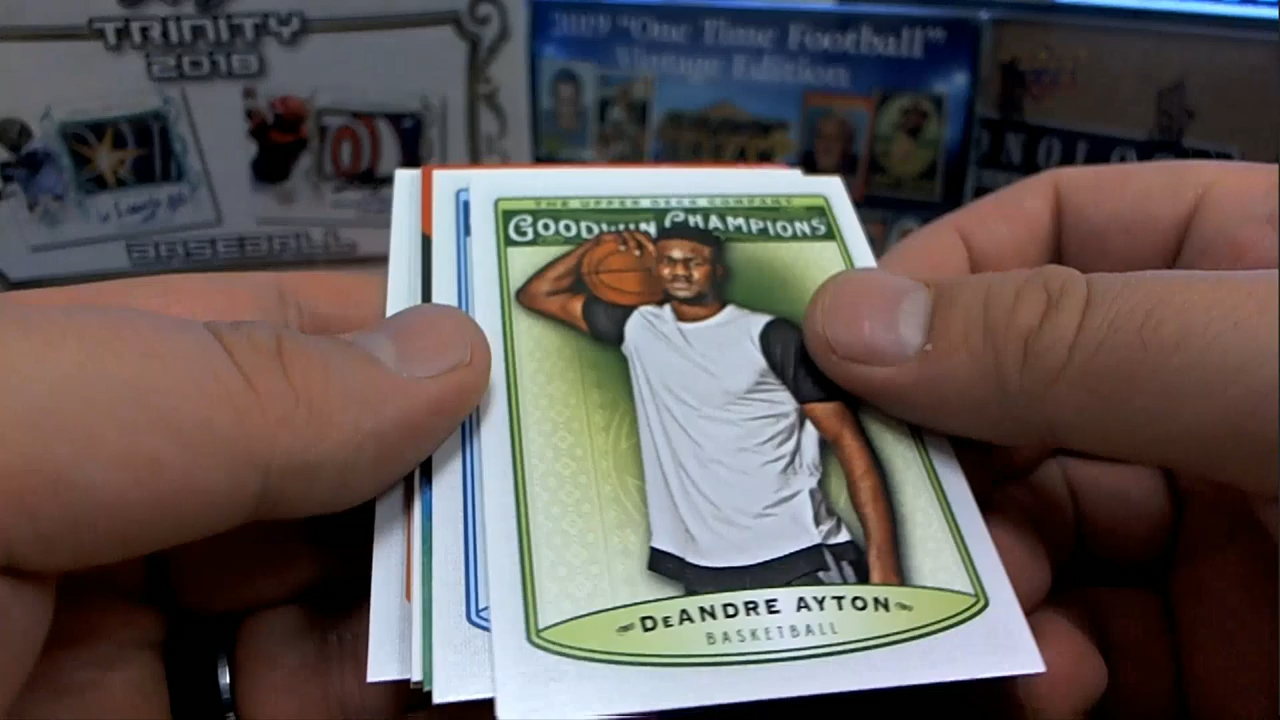 TRINITY
2018
BASEBALL
2019 "One Time Football"
Vintage Edition
THE UPPER DECK COMPANY
GOODWIN CHAMPIONS
DEANDRE AYTON
BASKETBALL